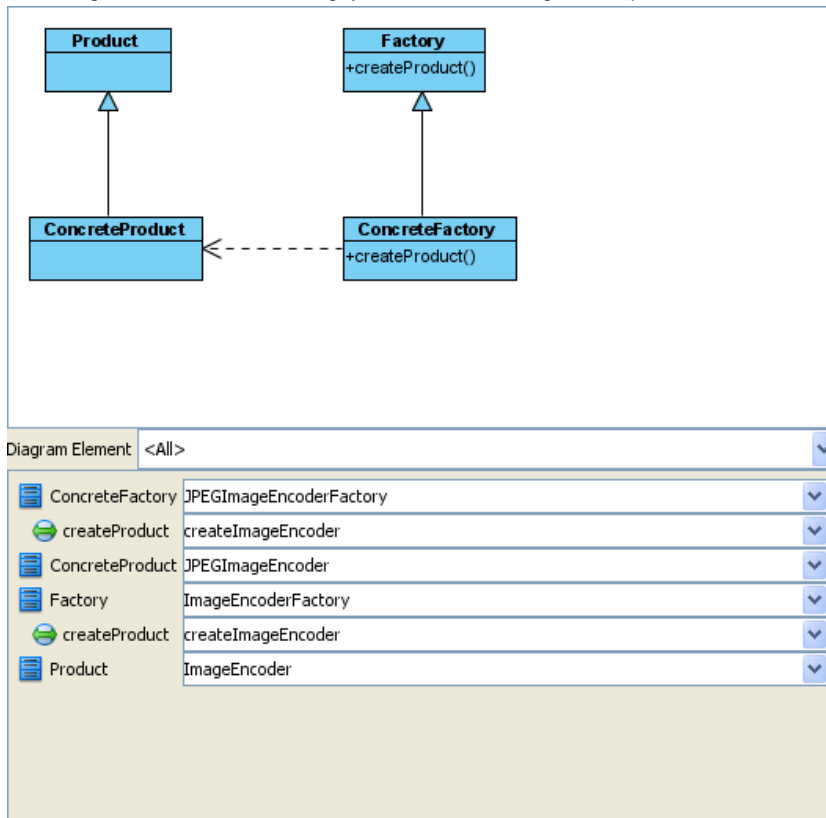 Product
Factory
+createProduct()
ConcreteProduct
ConcreteFactory
+createProduct()
Diagram Element <All>
ConcreteFactory JPEGImageEncoderFactory
createProduct createImageEncoder
ConcreteProduct JPEGImageEncoder
Factory ImageEncoderFactory
createProduct createImageEncoder
Product ImageEncoder